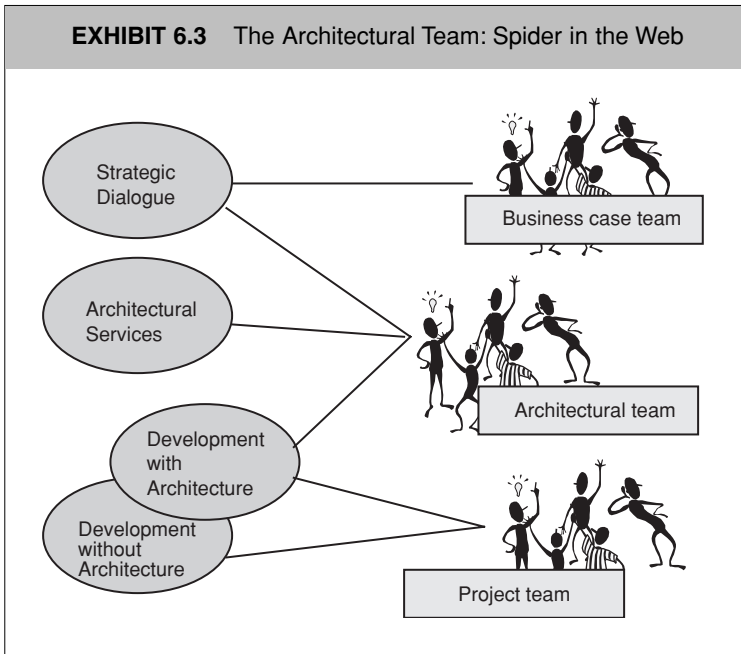 EXHIBIT 6.3 The Architectural Team: Spider in the Web
Strategic
Dialogue
Business case team
Architectural
Services
Architectural team
Development
with
Architecture
Development
without
Architecture
Project team